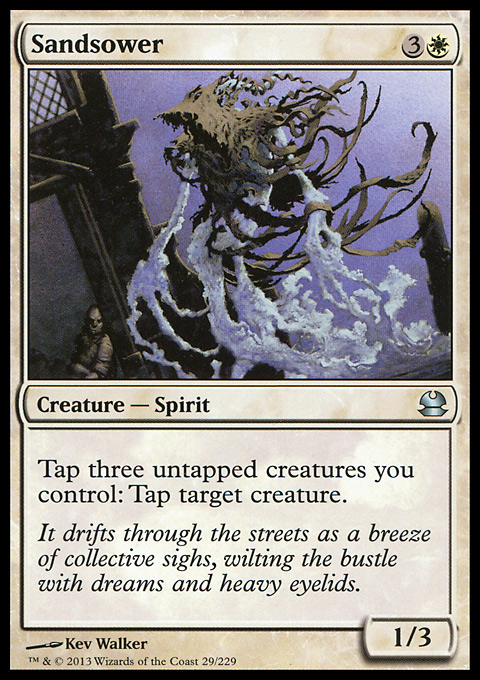 Sandsower 3
Creature — Spirit
Tap three untapped creatures you
control: Tap target creature.
It drifts through the streets as a breeze
of collective sighs, wilting the bustle
with dreams and heavy eyelids.
Kev Walker
1/3
™ & © 2013 Wizards of the Coast 29/229